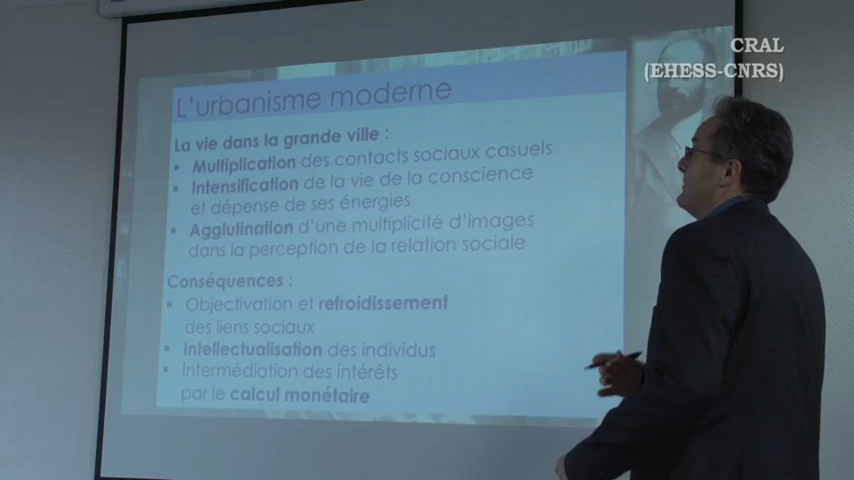 CRAL
(EHESS-CNRS)
L'urbanisme moderne
La vie dans la grande ville :
▪ Multiplication des contacts sociaux casuels
▪ Intensification de la vie de la conscience
et dépense de ses énergies
▪ Agglutination d'une multiplicité d'images
dans la perception de la relation sociale
Conséquences :
▪ Objectivation et refroidissement
des liens sociaux
▪ Intellectualisation des individus
▪ Intermédiation des intérêts
par le calcul monétaire